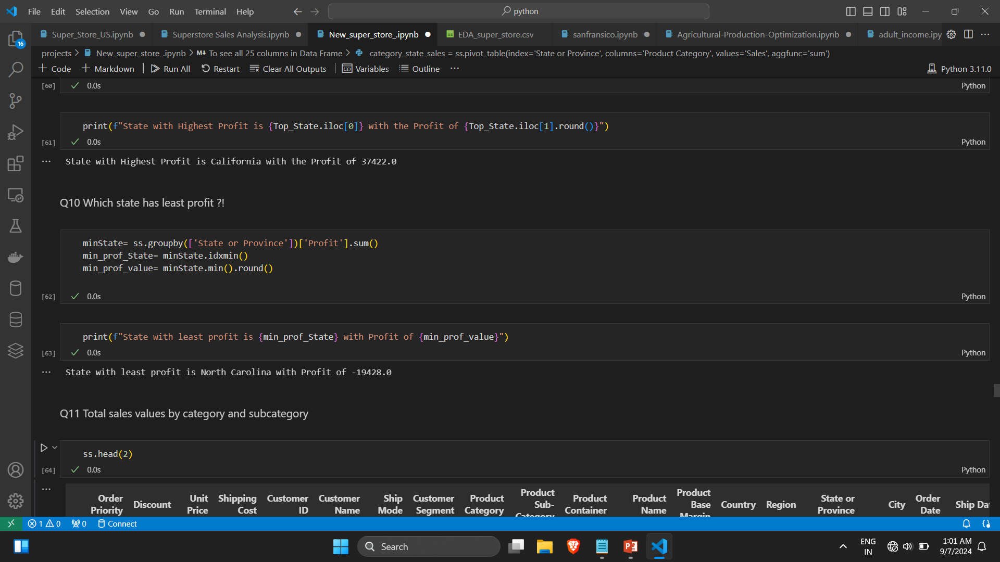 File Edit Selection View Go Run Terminal Help
python
Super_Store_US.ipynb Superstore Sales Analysis.ipynb New_super_store_.ipynb EDA_super_store.csv sanfransico.ipynb Agricultural-Production-Optimization.ipynb adult_income.ipy
projects > New_super_store_.ipynb > M↓ To see all 25 columns in Data Frame > category_state_sales = ss.pivot_table(index='State or Province', columns='Product Category', values='Sales', aggfunc='sum')
+ Code + Markdown | Run All Restart Clear All Outputs | Variables Outline ... Python 3.11.0
[60] 0.0s Python
print(f"State with Highest Profit is {Top_State.iloc[0]} with the Profit of {Top_State.iloc[1].round()}")
[61] 0.0s Python
... State with Highest Profit is California with the Profit of 37422.0
Q10 Which state has least profit ?!
minState= ss.groupby(['State or Province'])['Profit'].sum()
min_prof_State= minState.idxmin()
min_prof_value= minState.min().round()
[62] 0.0s Python
print(f"State with least profit is {min_prof_State} with Profit of {min_prof_value}")
[63] 0.0s Python
... State with least profit is North Carolina with Profit of -19428.0
Q11 Total sales values by category and subcategory
ss.head(2)
[64] 0.0s Python
...
Order Priority Discount Unit Price Shipping Cost Customer ID Customer Name Ship Mode Customer Segment Product Category Product Sub-Category Product Container Product Name Product Base Margin Country Region State or Province City Order Date Ship Dat
1 0 0 Connect
16
Search
ENG IN
1:01 AM
9/7/2024